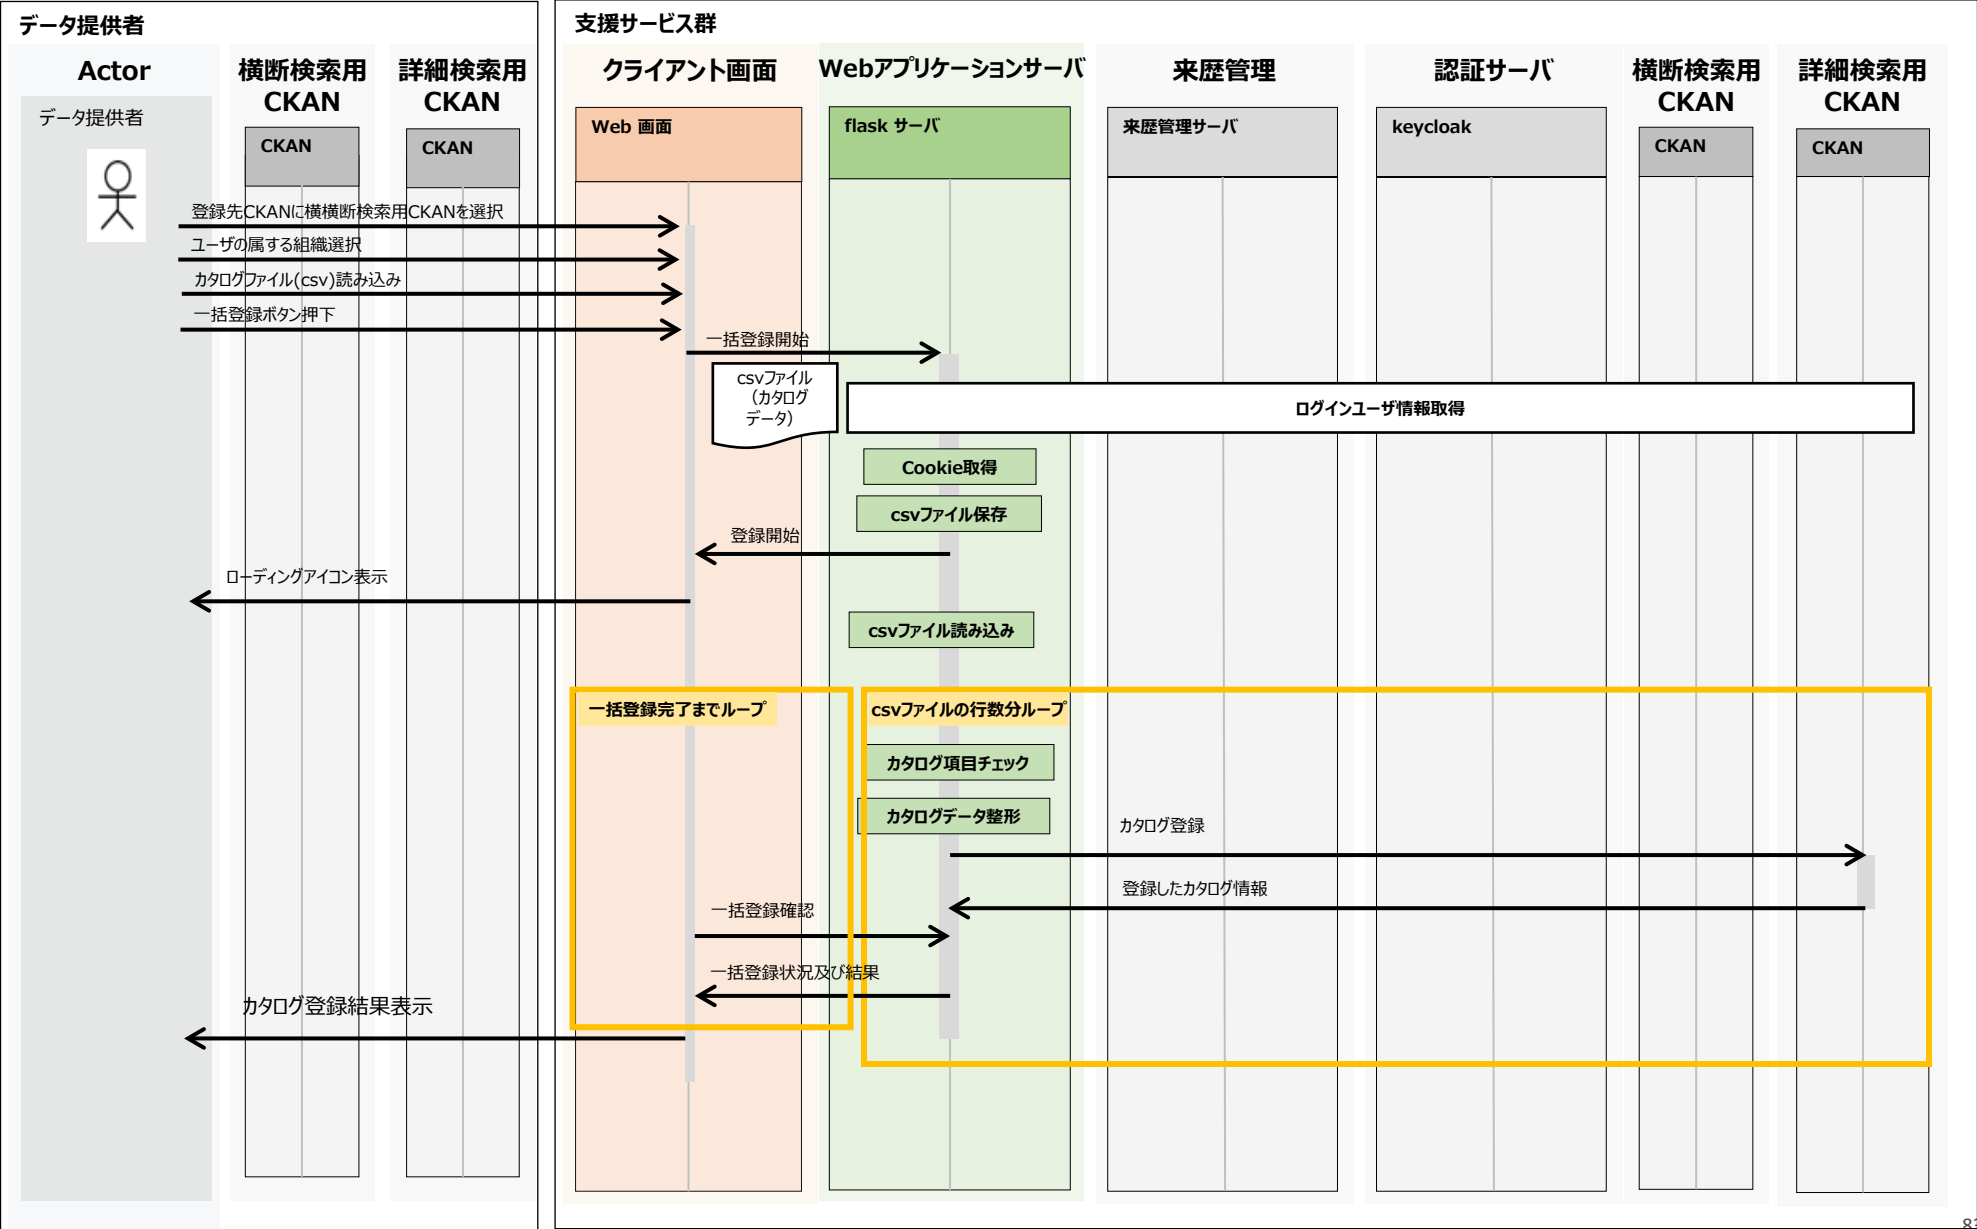 データ提供者
支援サービス群
Actor
横断検索用
CKAN
詳細検索用
CKAN
クライアント画面
Webアプリケーションサーバ
来歴管理
認証サーバ
横断検索用
CKAN
詳細検索用
CKAN
データ提供者
CKAN
CKAN
Web 画面
flask サーバ
来歴管理サーバ
keycloak
CKAN
CKAN
登録先CKANに横横断検索用CKANを選択
ユーザの属する組織選択
カタログファイル(csv)読み込み
一括登録ボタン押下
一括登録開始
csvファイル
（カタログ
データ）
ログインユーザ情報取得
Cookie取得
csvファイル保存
登録開始
ローディングアイコン表示
csvファイル読み込み
一括登録完了までループ
csvファイルの行数分ループ
カタログ項目チェック
カタログデータ整形
カタログ登録
登録したカタログ情報
一括登録確認
一括登録状況及び結果
カタログ登録結果表示